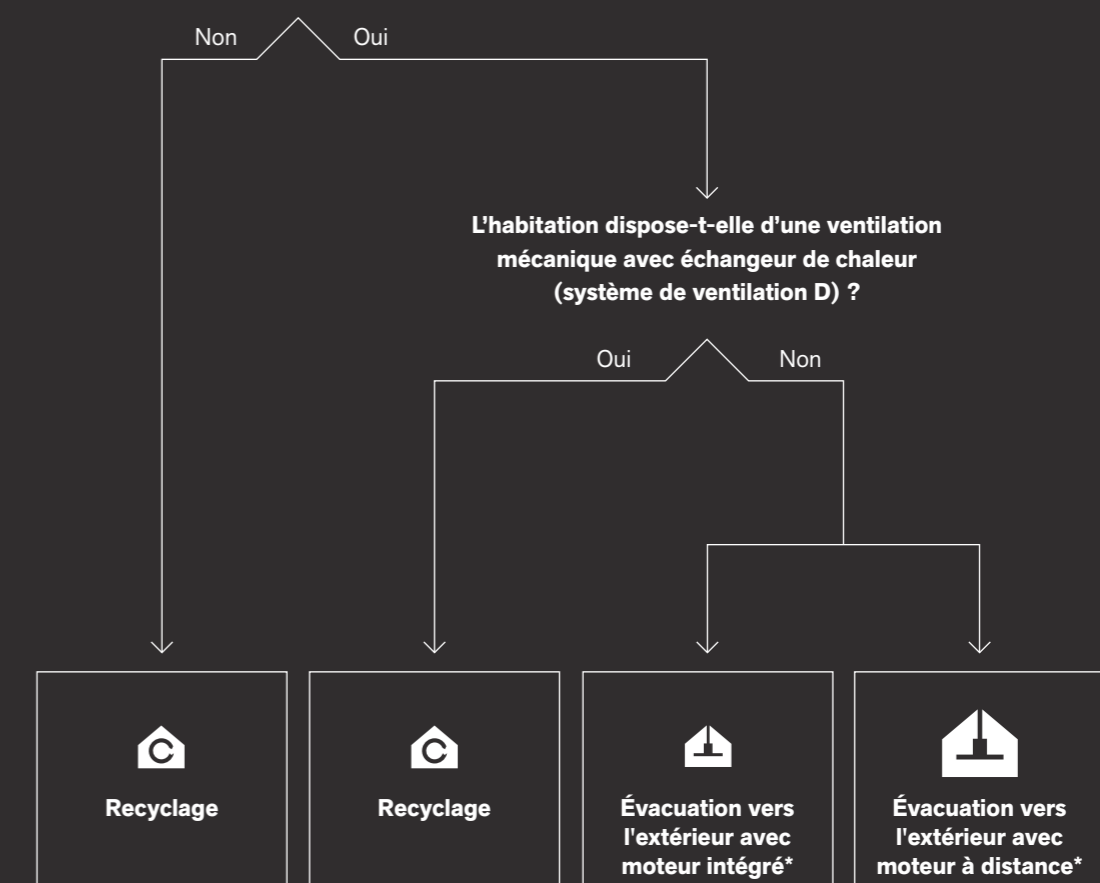 Non
Oui
L’habitation dispose-t-elle d’une ventilation
mécanique avec échangeur de chaleur
(système de ventilation D) ?
Oui
Non
Recyclage
Recyclage
Évacuation vers
l'extérieur avec
moteur intégré*
Évacuation vers
l'extérieur avec
moteur à distance*